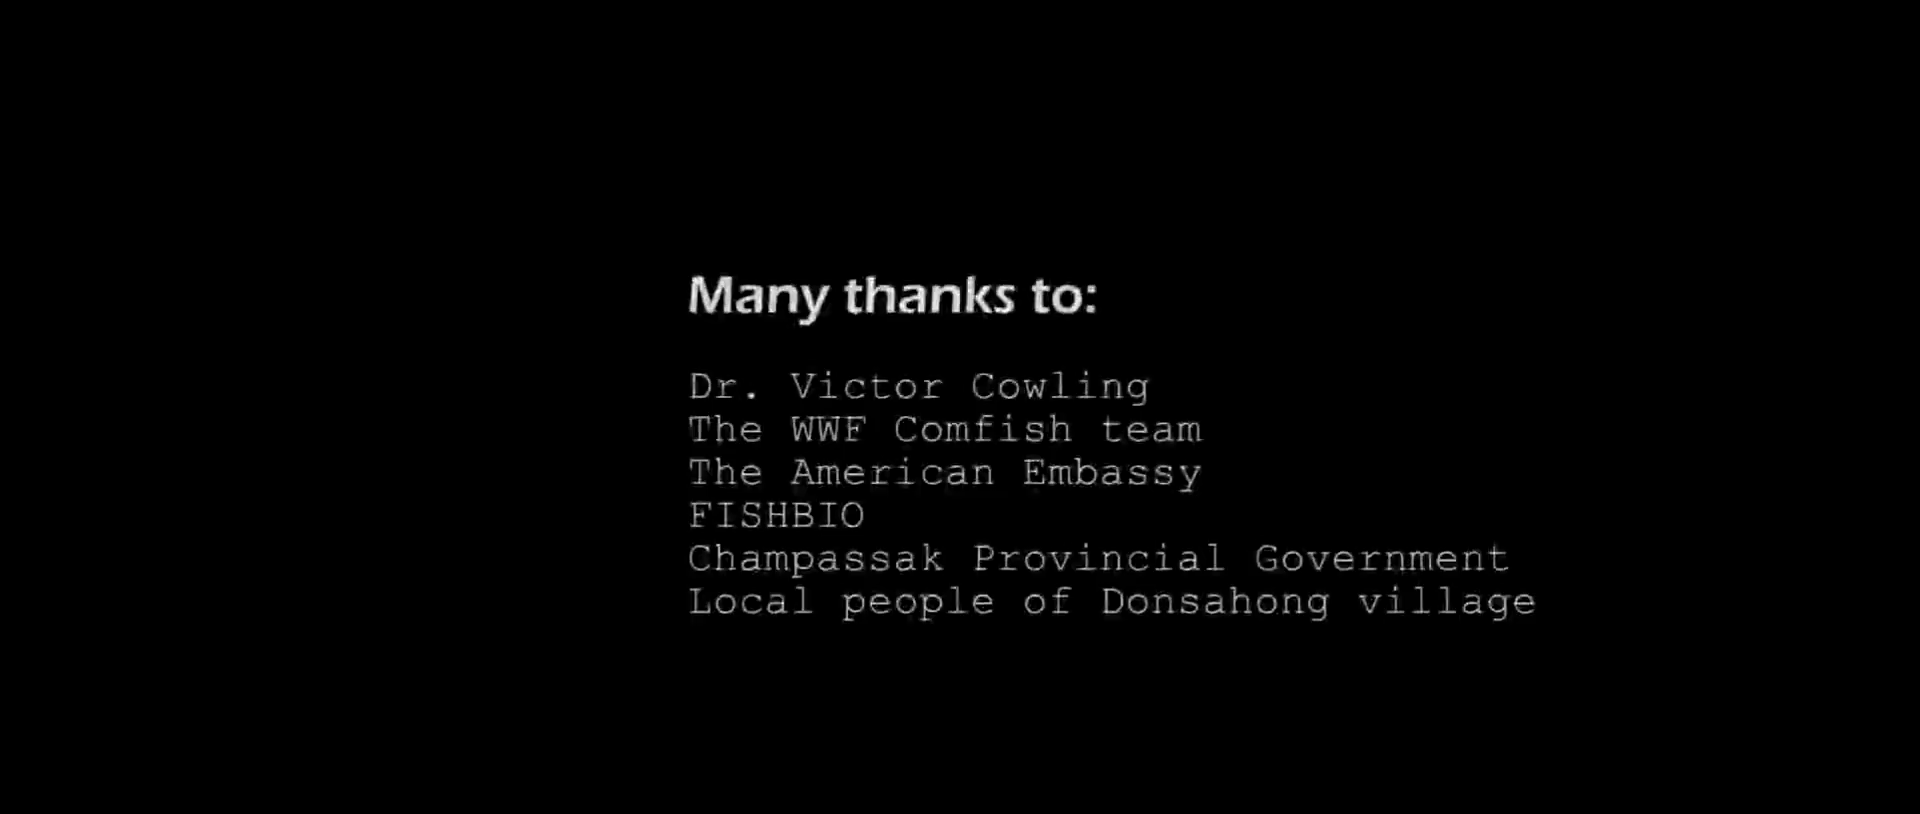 Many thanks to:
Dr. Victor Cowling
The WWF Comfish team
The American Embassy
FISHBIO
Champassak Provincial Government
Local people of Donsahong village